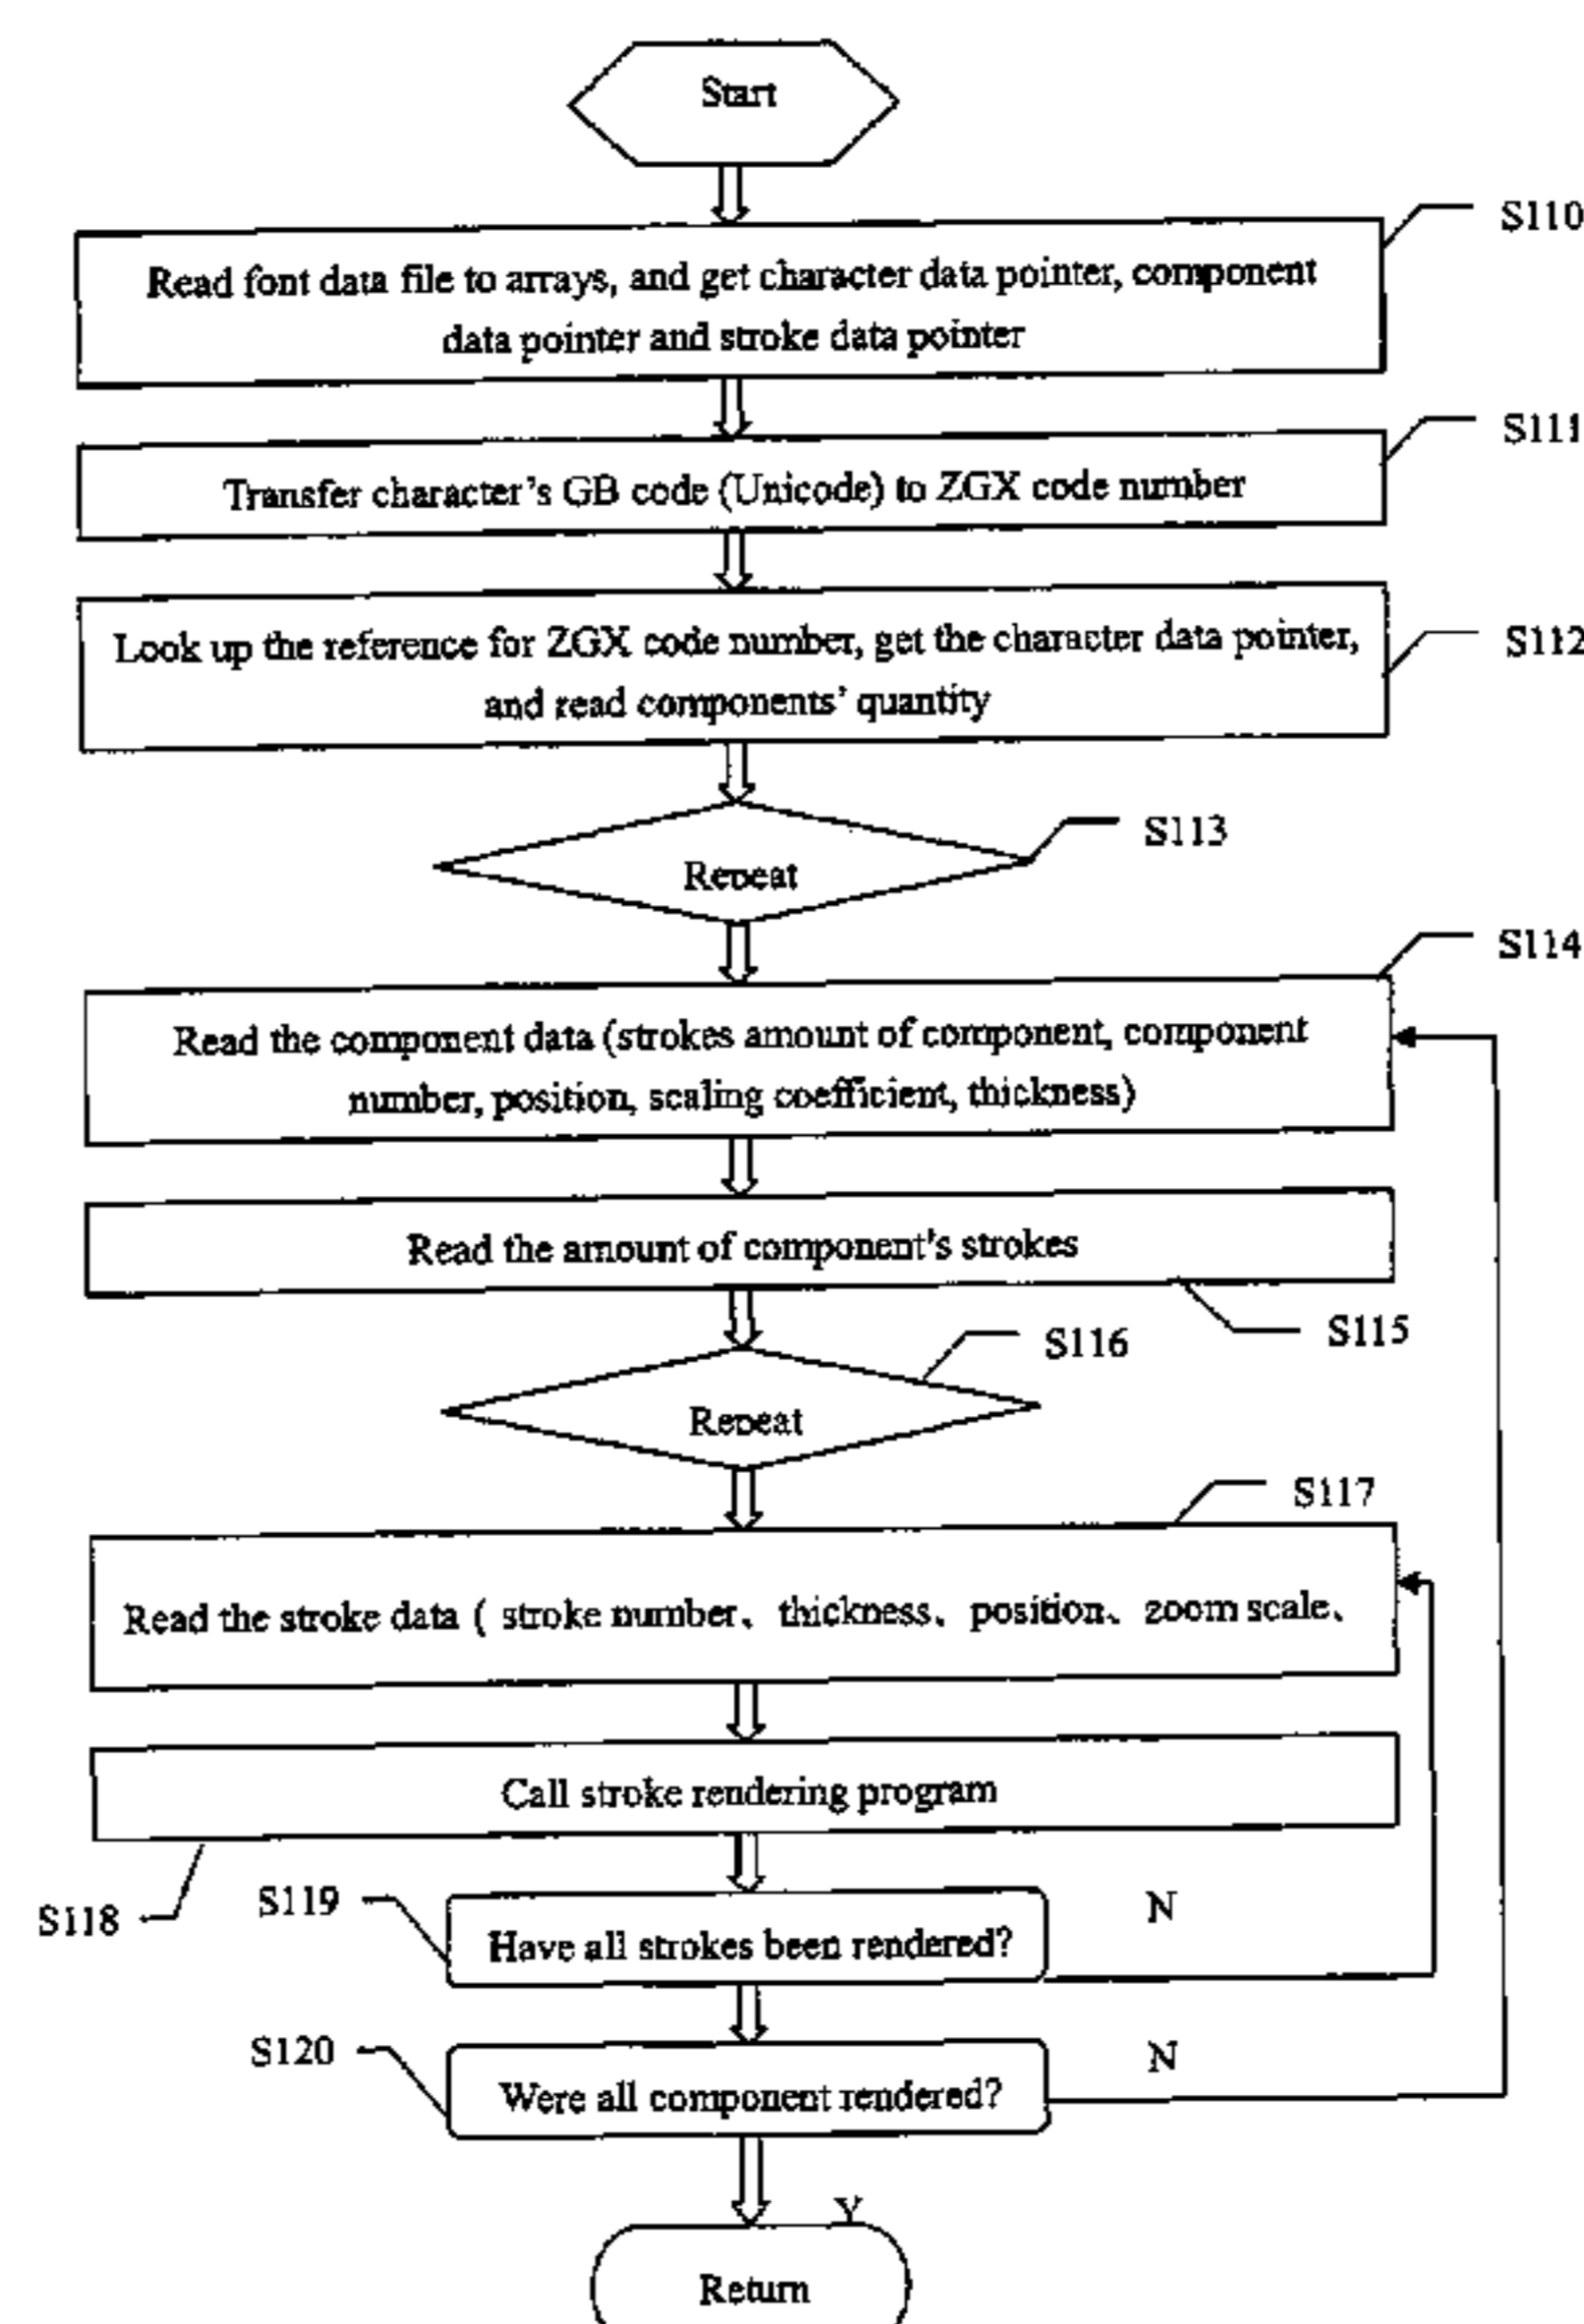 Start
S110
Read font data file to arrays, and get character data pointer, component
data pointer and stroke data pointer
S111
Transfer character's GB code (Unicode) to ZGX code number
S112
Look up the reference for ZGX code number, get the character data pointer,
and read components' quantity
S113
Repeat
S114
Read the component data (strokes amount of component, component
number, position, scaling coefficient, thickness)
Read the amount of component's strokes
S115
S116
Repeat
S117
Read the stroke data ( stroke number、thickness、position、zoom scale、
Call stroke rendering program
S118
S119
N
Have all strokes been rendered?
S120
N
Were all component rendered?
Y
Return